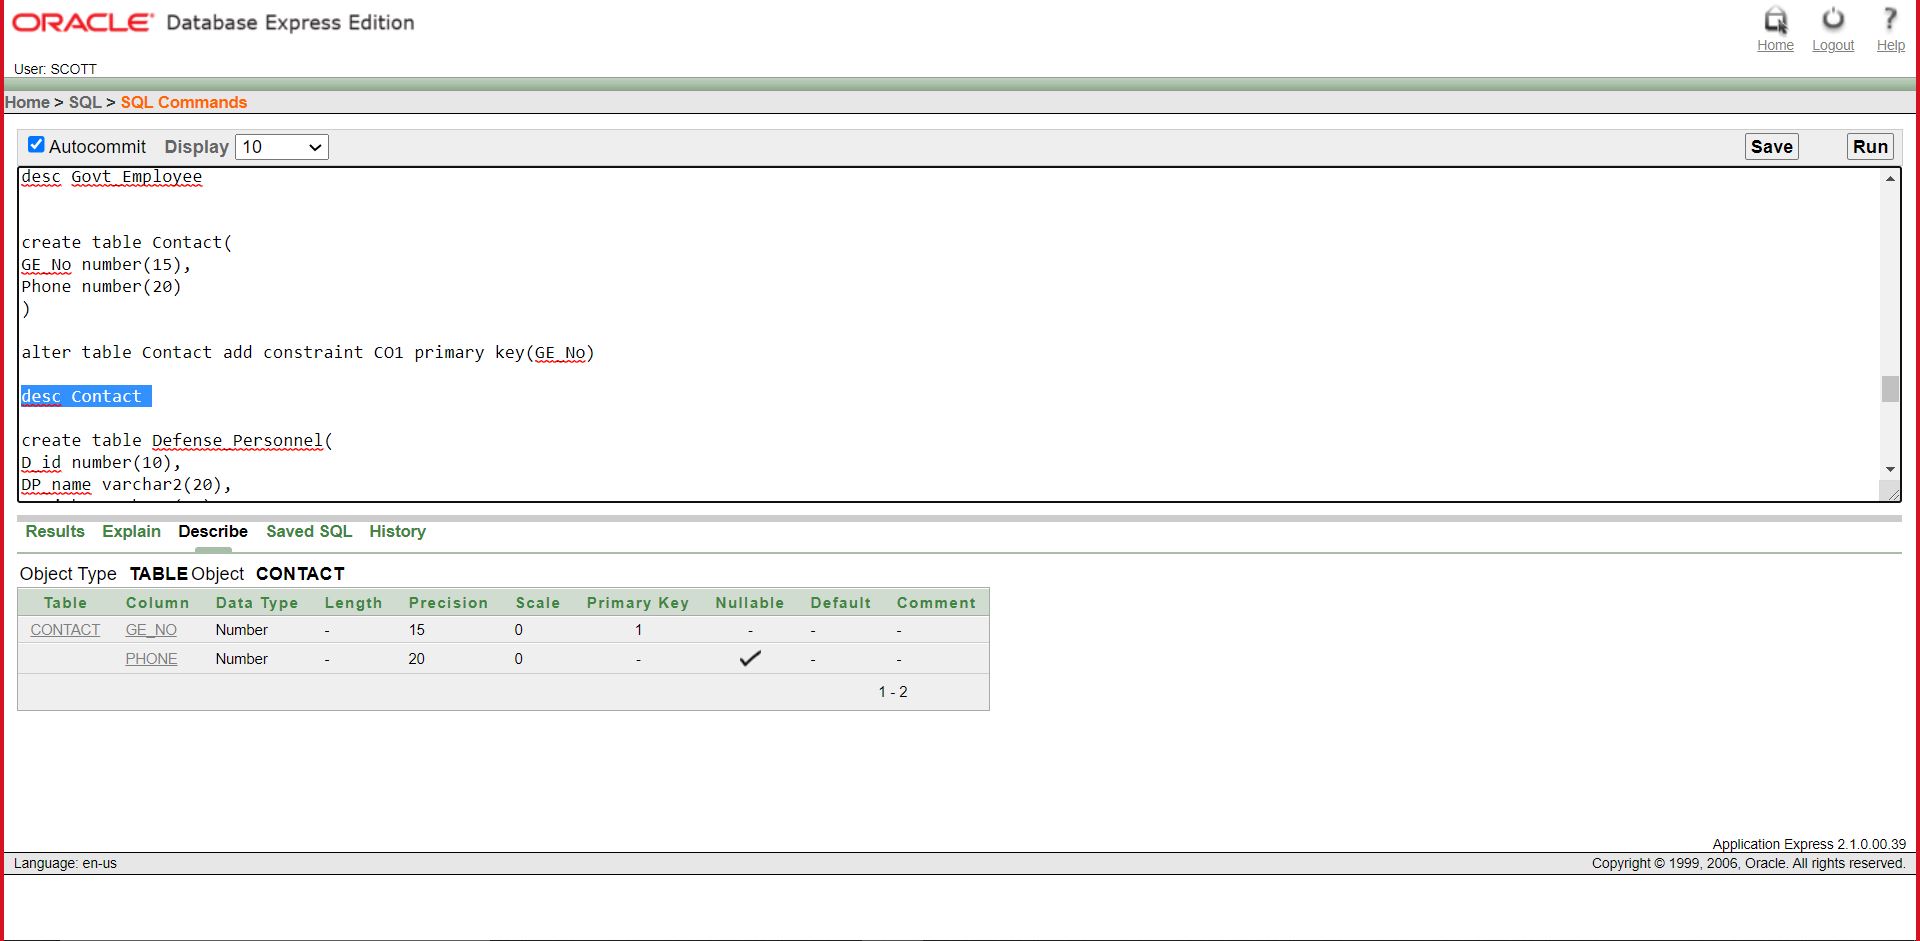 ORACLE Database Express Edition
Home Logout Help
User: SCOTT
Home > SQL > SQL Commands
Autocommit Display 10 Save Run
desc Govt_Employee
create table Contact(
GE_No number(15),
Phone number(20)
)
alter table Contact add constraint CO1 primary key(GE_No)
desc Contact
create table Defense_Personnel(
D_id number(10),
DP_name varchar2(20),
Results Explain Describe Saved SQL History
Object Type TABLE Object CONTACT
Table Column Data Type Length Precision Scale Primary Key Nullable Default Comment
CONTACT GE_NO Number - 15 0 1 - - -
PHONE Number - 20 0 - ✓ - -
1 - 2
Application Express 2.1.0.00.39
Language: en-us Copyright © 1999, 2006, Oracle. All rights reserved.